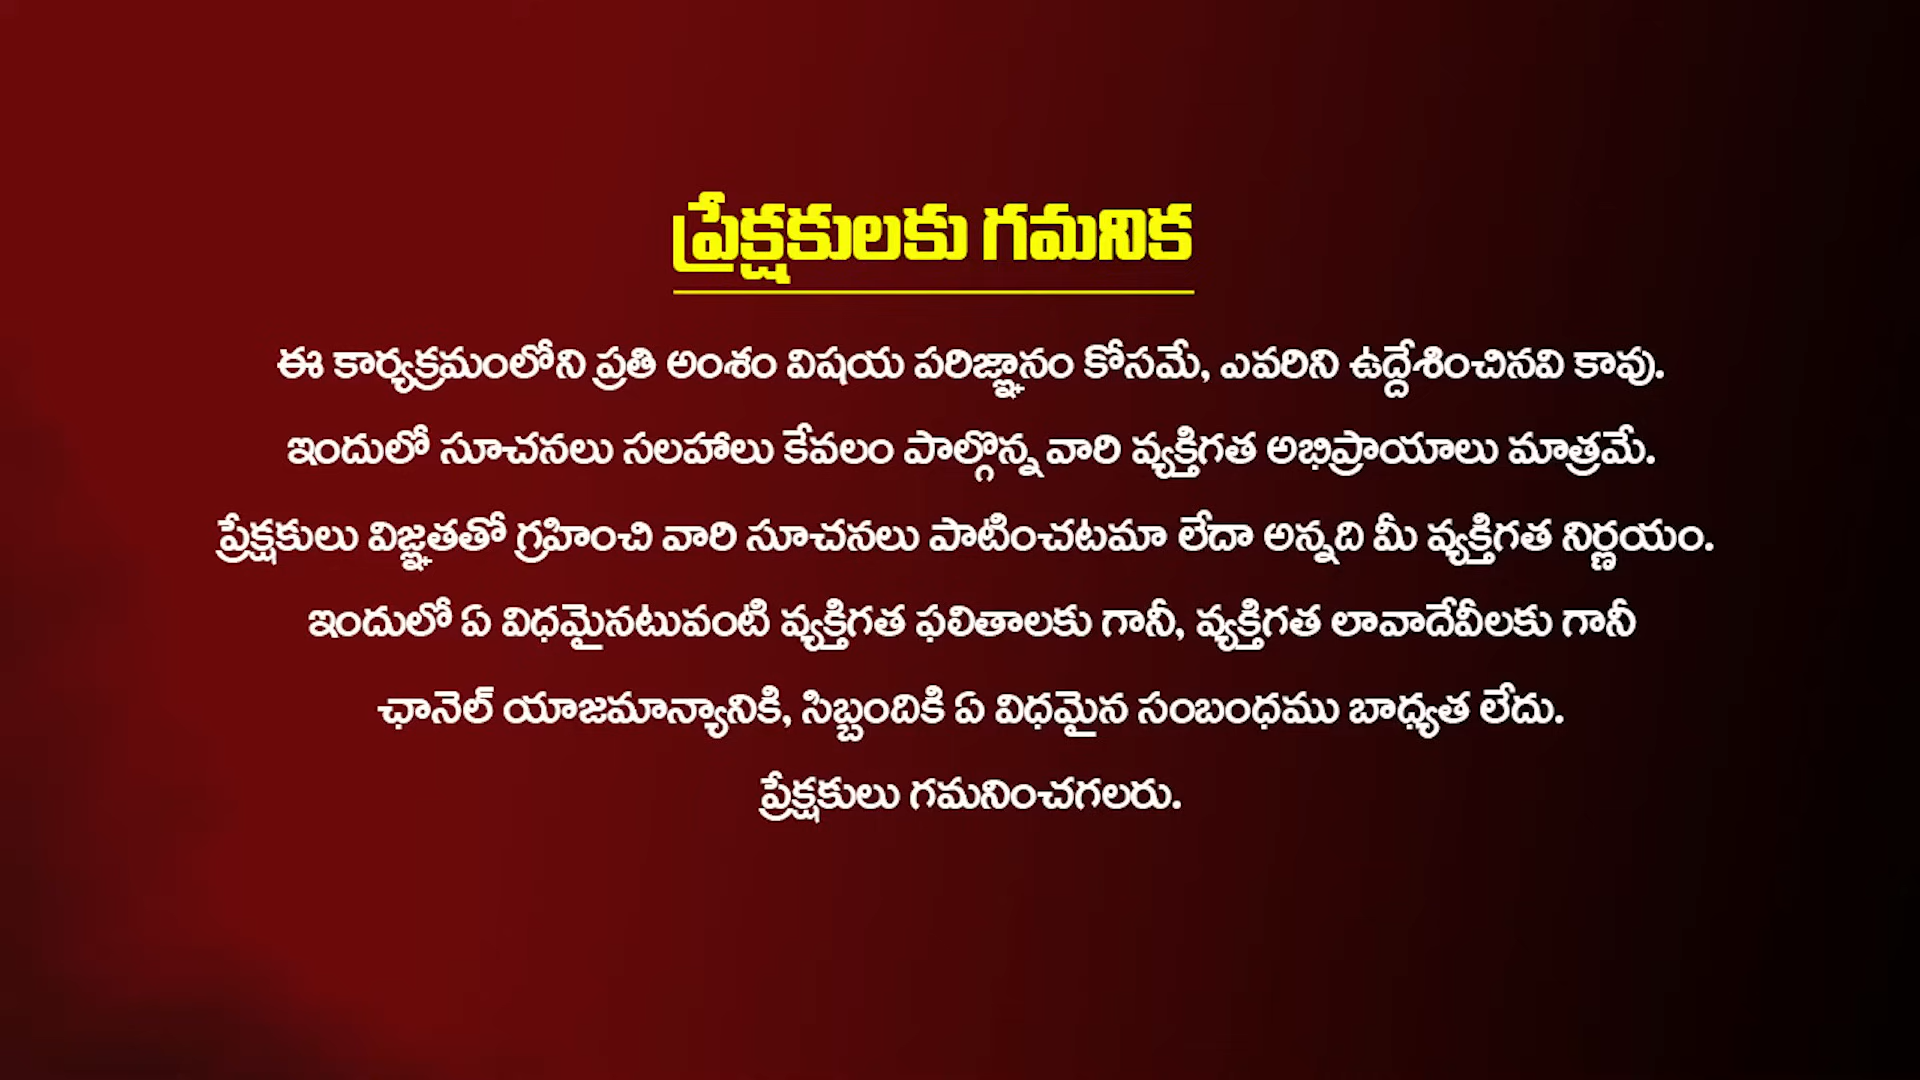 ప్రేక్షకులకు గమనిక
ఈ కార్యక్రమంలోని ప్రతి అంశం విషయ పరిజ్ఞానం కోసమే, ఎవరిని ఉద్దేశించినవి కావు.
ఇందులో సూచనలు సలహాలు కేవలం పాల్గొన్న వారి వ్యక్తిగత అభిప్రాయాలు మాత్రమే.
ప్రేక్షకులు విజ్ఞతతో గ్రహించి వారి సూచనలు పాటించటమా లేదా అన్నది మీ వ్యక్తిగత నిర్ణయం.
ఇందులో ఏ విధమైనటువంటి వ్యక్తిగత ఫలితాలకు గానీ, వ్యక్తిగత లావాదేవీలకు గానీ
ఛానెల్ యాజమాన్యానికి, సిబ్బందికి ఏ విధమైన సంబంధము బాధ్యత లేదు.
ప్రేక్షకులు గమనించగలరు.